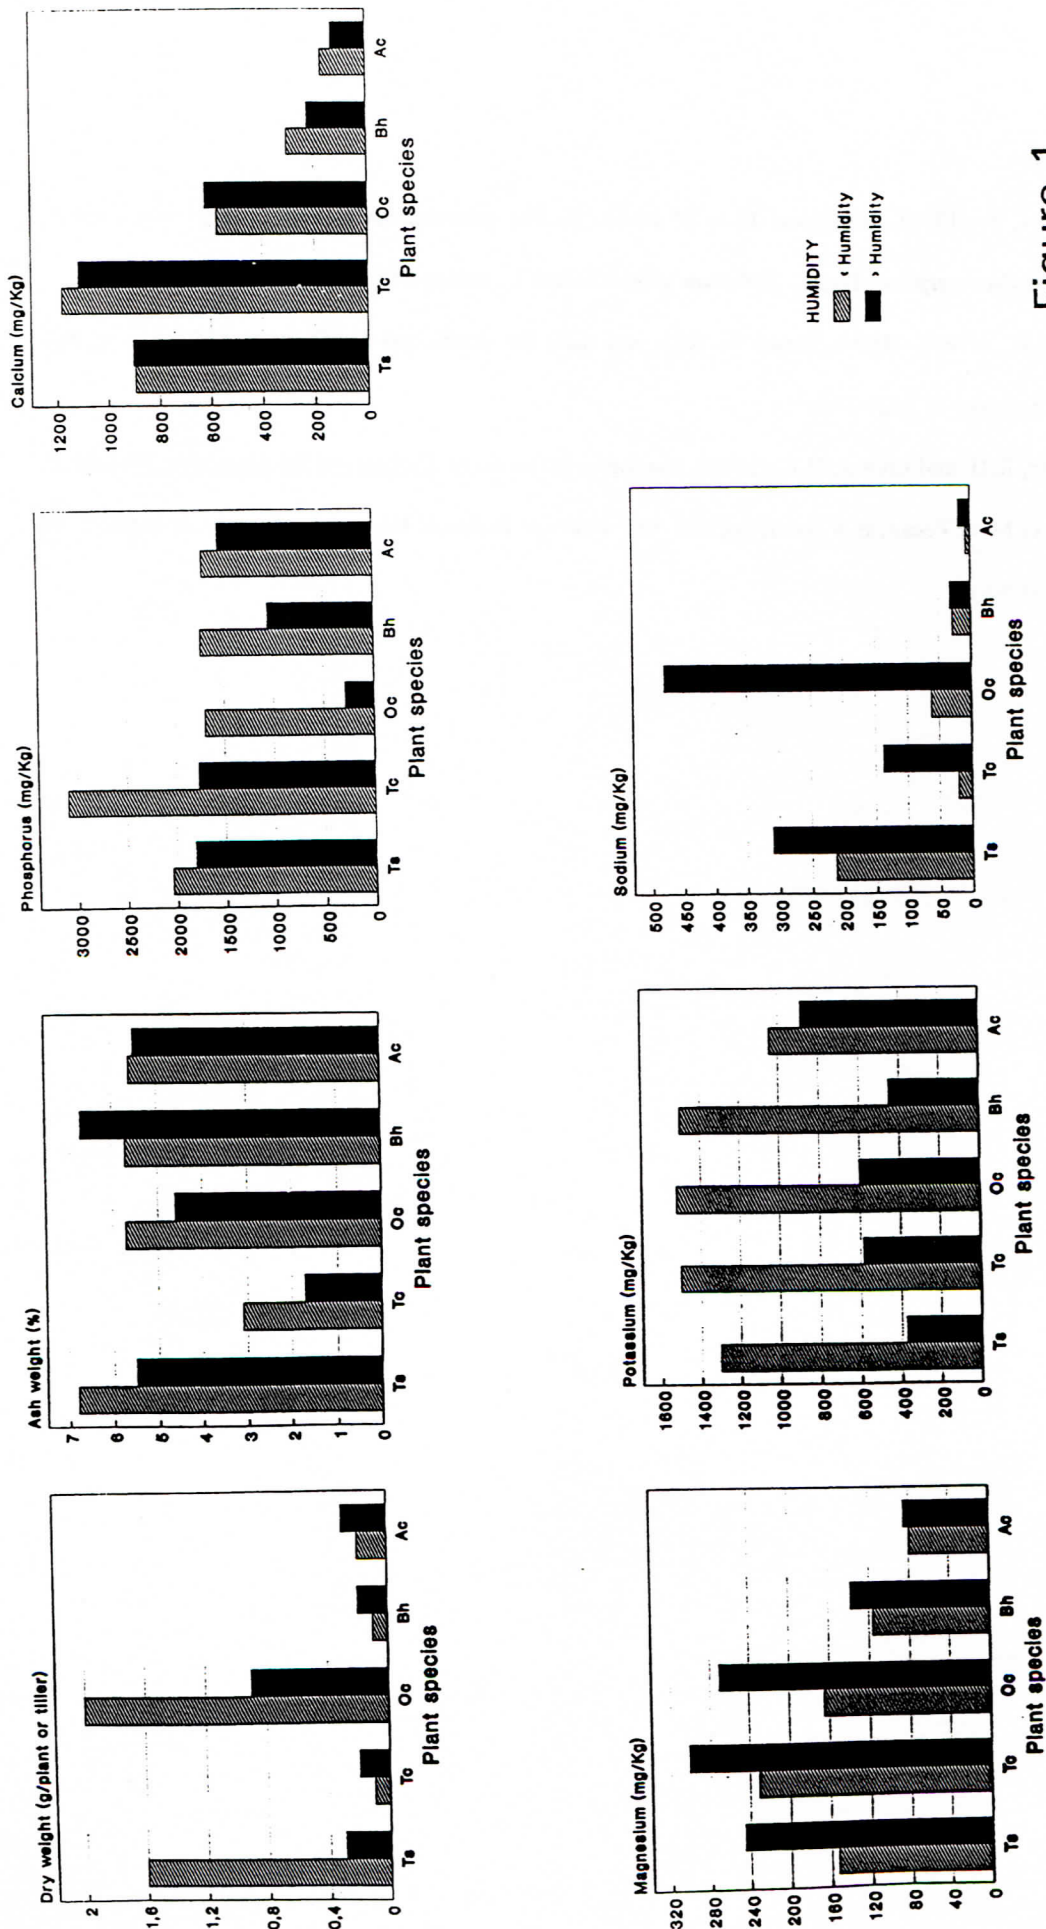 Dry weight (g/plant or tiller)
2
1,6
1,2
0,8
0,4
0
Ts Tc Oc Bh Ac
Plant species
Ash weight (%)
7
6
5
4
3
2
1
0
Ts Tc Oc Bh Ac
Plant species
Phosphorus (mg/Kg)
3000
2500
2000
1500
1000
500
0
Ts Tc Oc Bh Ac
Plant species
Calcium (mg/Kg)
1200
1000
800
600
400
200
0
Ts Tc Oc Bh Ac
Plant species
Magnesium (mg/Kg)
320
280
240
200
160
120
80
40
0
Ts Tc Oc Bh Ac
Plant species
Potassium (mg/Kg)
1600
1400
1200
1000
800
600
400
200
0
Ts Tc Oc Bh Ac
Plant species
Sodium (mg/Kg)
500
450
400
350
300
250
200
150
100
50
0
Ts Tc Oc Bh Ac
Plant species
HUMIDITY
‹ Humidity
› Humidity
Figure 1